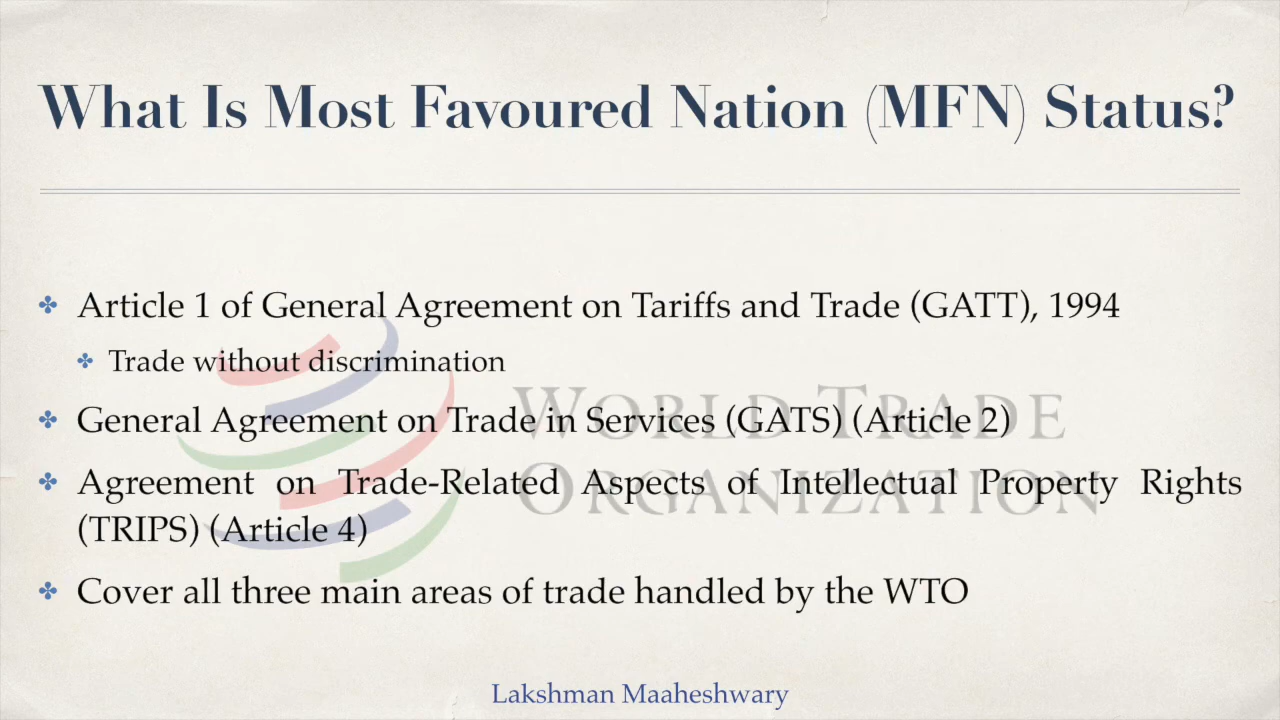 What Is Most Favoured Nation (MFN) Status?
Article 1 of General Agreement on Tariffs and Trade (GATT), 1994
Trade without discrimination
General Agreement on Trade in Services (GATS) (Article 2)
Agreement on Trade-Related Aspects of Intellectual Property Rights
(TRIPS) (Article 4)
Cover all three main areas of trade handled by the WTO
WORLD TRADE
ORGANIZATION
Lakshman Maaheshwary